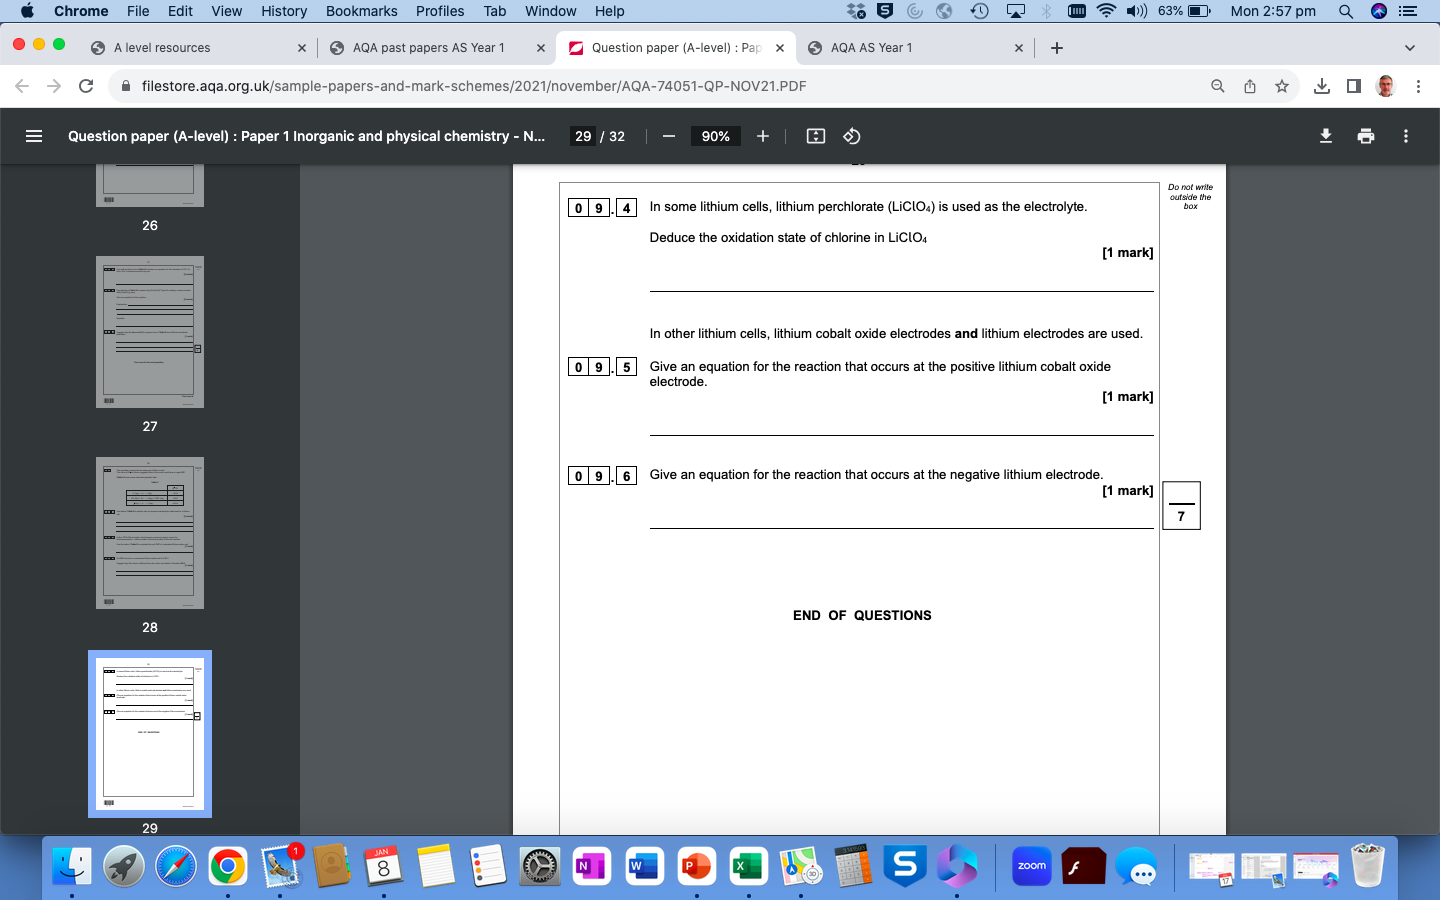 Chrome File Edit View History Bookmarks Profiles Tab Window Help 63% Mon 2:57 pm
A level resources AQA past papers AS Year 1 Question paper (A-level) : Pap AQA AS Year 1
filestore.aqa.org.uk/sample-papers-and-mark-schemes/2021/november/AQA-74051-QP-NOV21.PDF
Question paper (A-level) : Paper 1 Inorganic and physical chemistry - N... 29 / 32 90%
26
27
28
29
Do not write
outside the
box
0 9 . 4 In some lithium cells, lithium perchlorate (LiClO₄) is used as the electrolyte.
Deduce the oxidation state of chlorine in LiClO₄
[1 mark]
In other lithium cells, lithium cobalt oxide electrodes and lithium electrodes are used.
0 9 . 5 Give an equation for the reaction that occurs at the positive lithium cobalt oxide
electrode.
[1 mark]
0 9 . 6 Give an equation for the reaction that occurs at the negative lithium electrode.
[1 mark]
7
END OF QUESTIONS
1
JAN
8
N
W
P
X
S
zoom
17